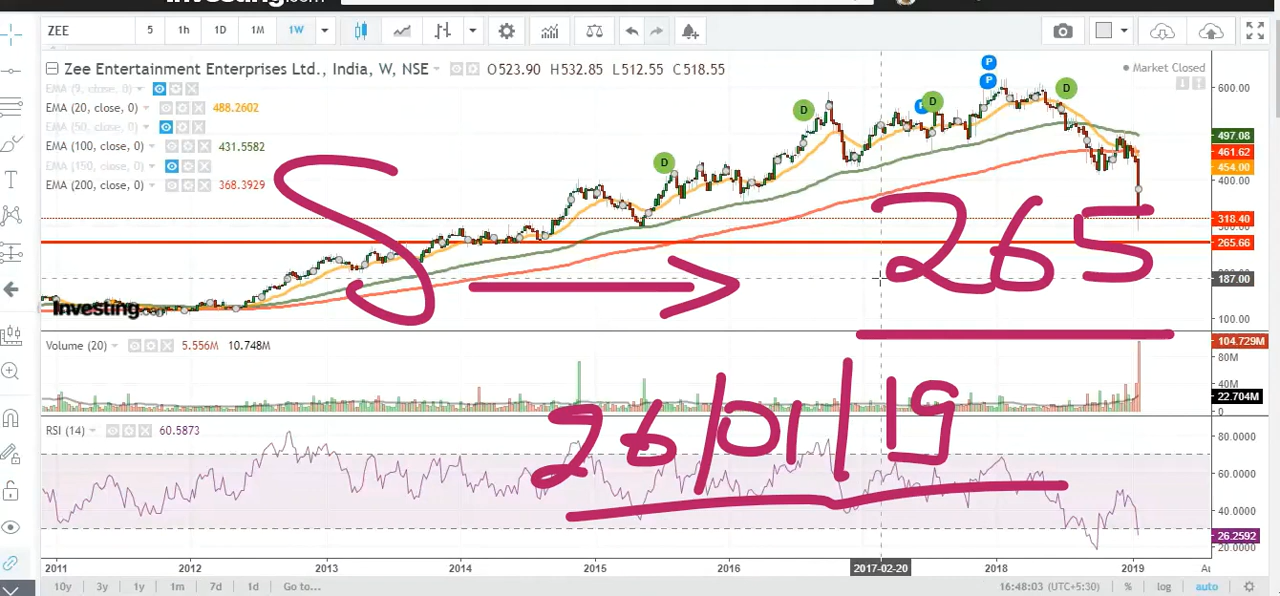 Investing.com
ZEE 5 1h 1D 1M 1W
Zee Entertainment Enterprises Ltd., India, W, NSE O523.90 H532.85 L512.55 C518.55
Market Closed
EMA (9, close, 0)
EMA (20, close, 0) 488.2602
EMA (50, close, 0)
EMA (100, close, 0) 431.5582
EMA (150, close, 0)
EMA (200, close, 0) 368.3929
D D D D P P P
600.00
497.08
461.62
454.00
400.00
318.40
265.66
187.00
100.00
S → 265
Investing
Volume (20) 5.556M 10.748M
104.729M
80M
40M
22.704M
0
26/01/19
RSI (14) 60.5873
80.0000
60.0000
40.0000
26.2592
20.0000
2011 2012 2013 2014 2015 2016 2017-02-20 2018 2019
10y 3y 1y 1m 7d 1d Go to... 16:48:03 (UTC+5:30) % log auto